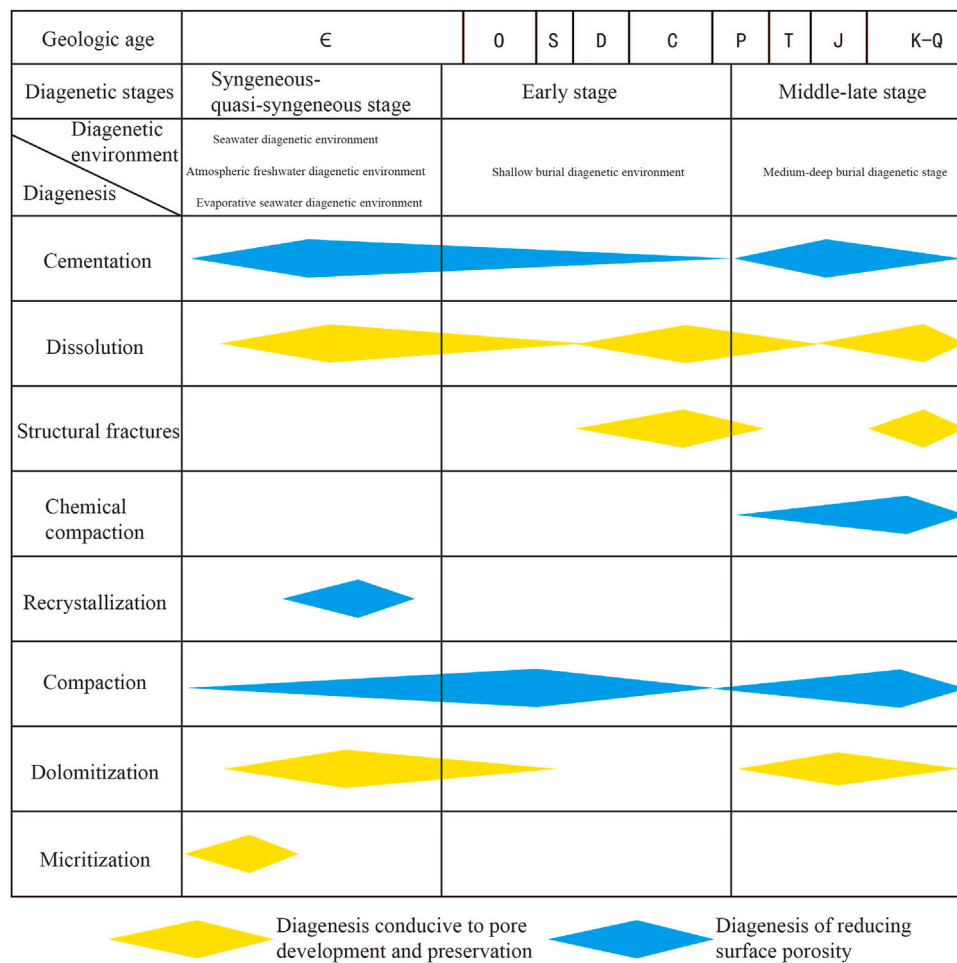 Geologic age
∈ O S D C P T J K-Q
Diagenetic stages
Syngeneous-
quasi-syngeneous stage
Early stage
Middle-late stage
Diagenetic
environment
Diagenesis
Seawater diagenetic environment
Atmospheric freshwater diagenetic environment
Evaporative seawater diagenetic environment
Shallow burial diagenetic environment
Medium-deep burial diagenetic stage
Cementation
Dissolution
Structural fractures
Chemical
compaction
Recrystallization
Compaction
Dolomitization
Micritization
Diagenesis conducive to pore
development and preservation
Diagenesis of reducing
surface porosity